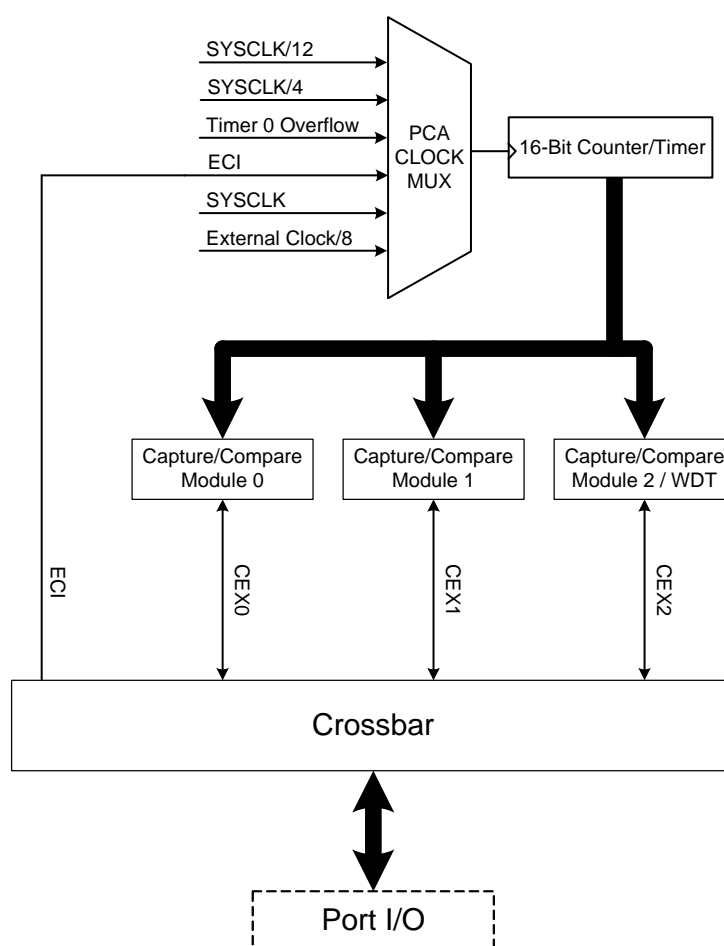 SYSCLK/12
SYSCLK/4
Timer 0 Overflow
ECI
SYSCLK
External Clock/8
PCA
CLOCK
MUX
16-Bit Counter/Timer
Capture/Compare
Module 0
Capture/Compare
Module 1
Capture/Compare
Module 2 / WDT
ECI
CEX0
CEX1
CEX2
Crossbar
Port I/O